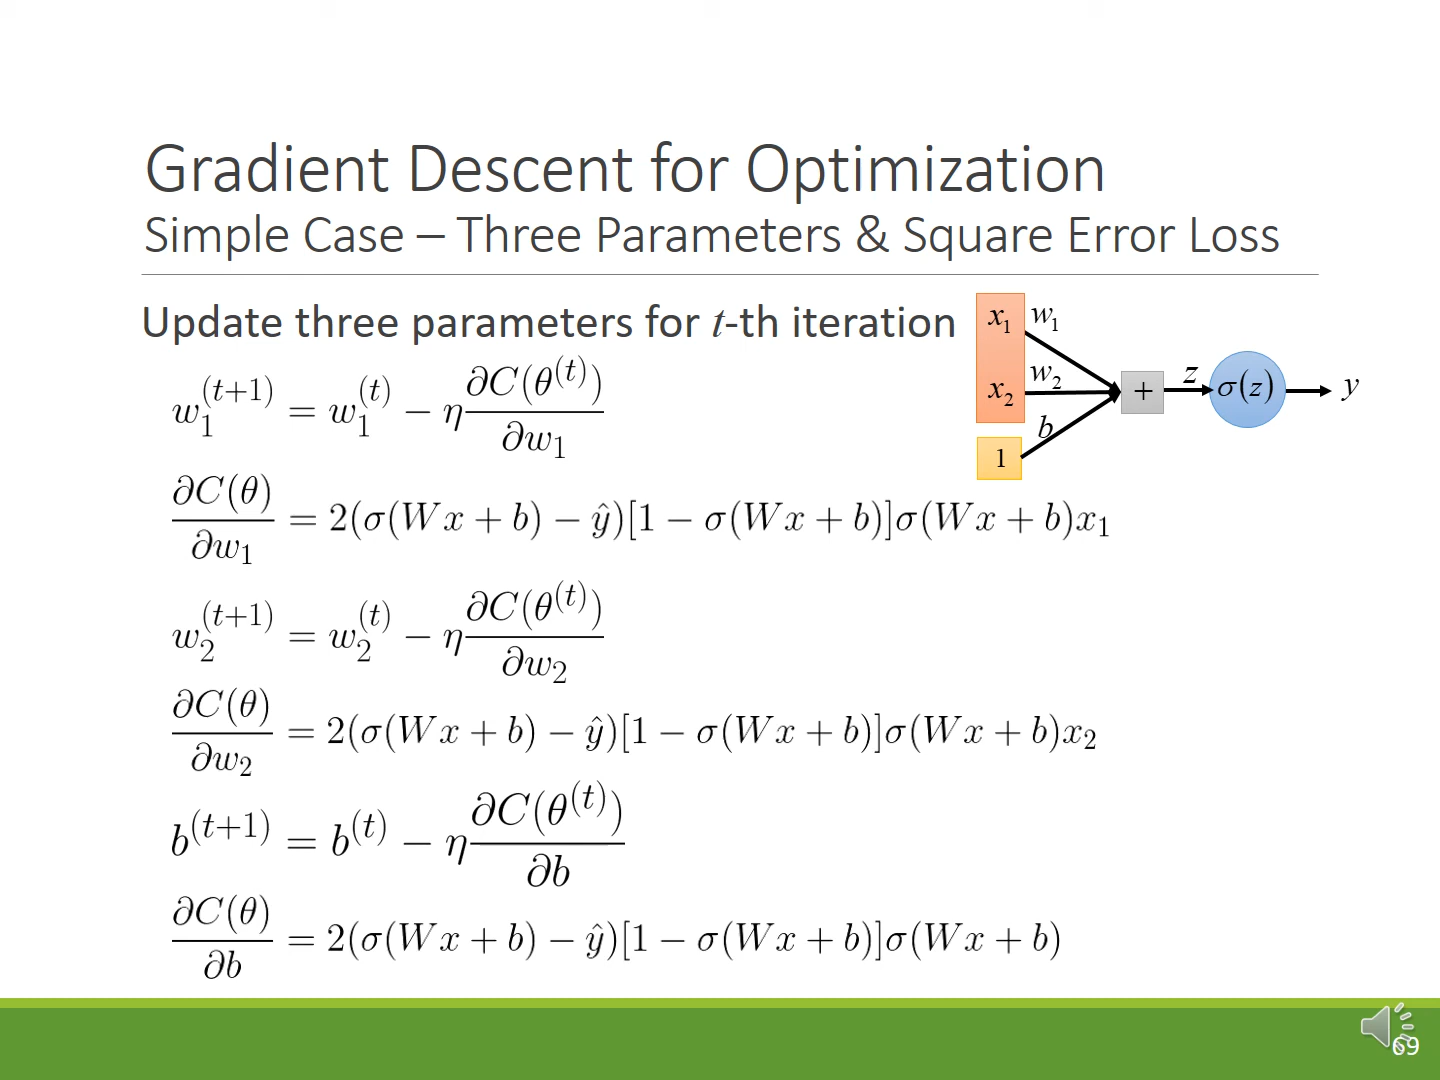 Gradient Descent for Optimization
Simple Case – Three Parameters & Square Error Loss
Update three parameters for t-th iteration
x₁ w₁
x₂ w₂
b
1
+
z
σ(z)
y
w₁^(t+1) = w₁^(t) − η ∂C(θ^(t))/∂w₁
∂C(θ)/∂w₁ = 2(σ(Wx + b) − ŷ)[1 − σ(Wx + b)]σ(Wx + b)x₁
w₂^(t+1) = w₂^(t) − η ∂C(θ^(t))/∂w₂
∂C(θ)/∂w₂ = 2(σ(Wx + b) − ŷ)[1 − σ(Wx + b)]σ(Wx + b)x₂
b^(t+1) = b^(t) − η ∂C(θ^(t))/∂b
∂C(θ)/∂b = 2(σ(Wx + b) − ŷ)[1 − σ(Wx + b)]σ(Wx + b)
69